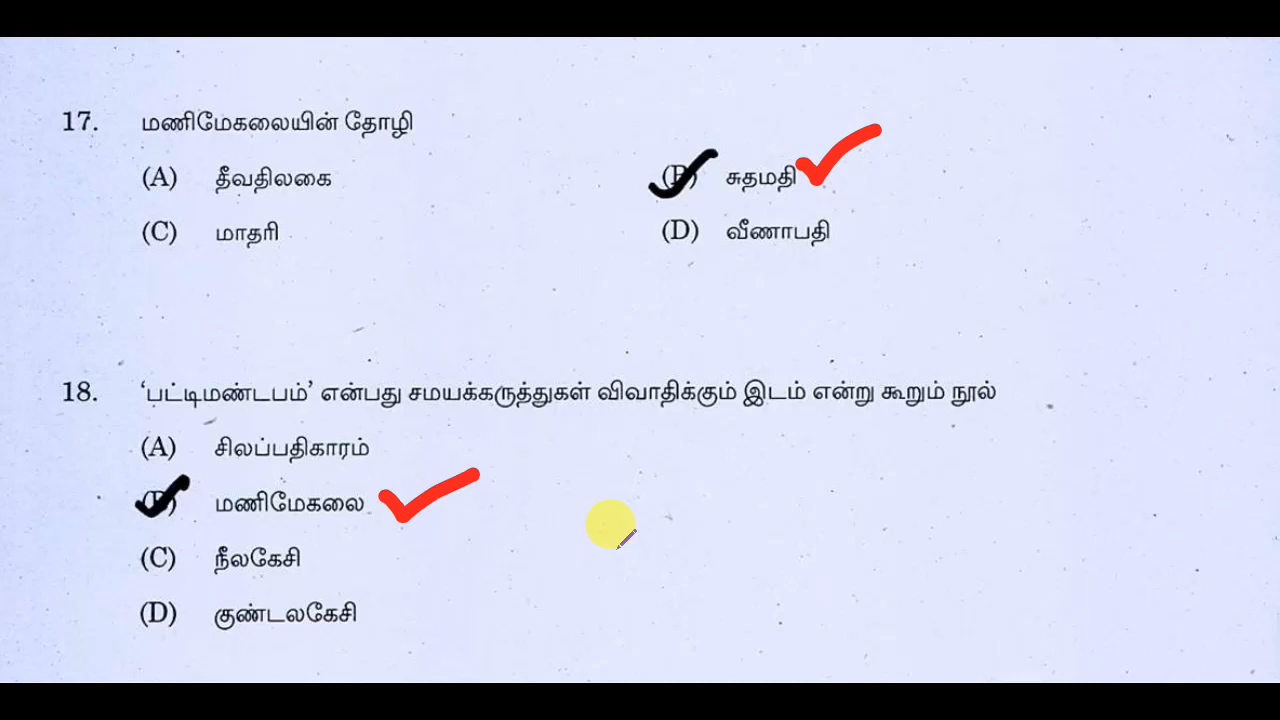 17. மணிமேகலையின் தோழி
(A) தீவதிலகை (B) சுதமதி
(C) மாதரி (D) வீணாபதி
18. ‘பட்டிமண்டபம்’ என்பது சமயக்கருத்துகள் விவாதிக்கும் இடம் என்று கூறும் நூல்
(A) சிலப்பதிகாரம்
(B) மணிமேகலை
(C) நீலகேசி
(D) குண்டலகேசி